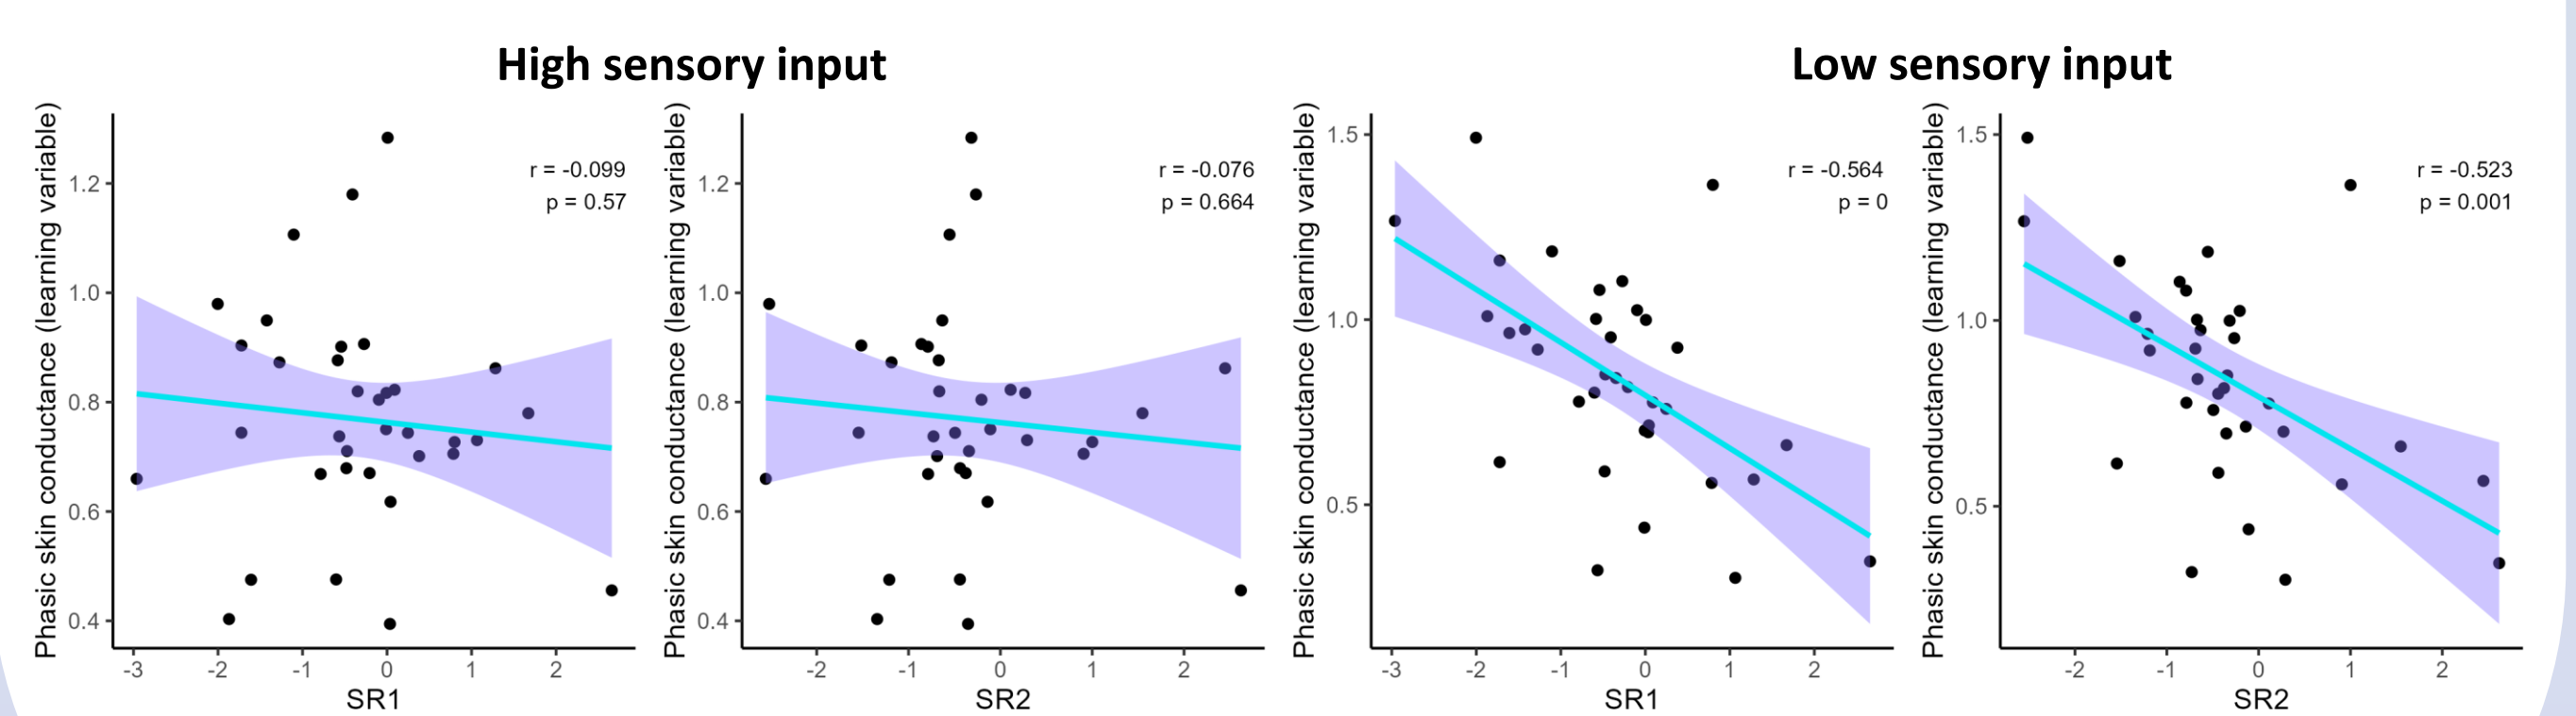 High sensory input
Low sensory input
Phasic skin conductance (learning variable)
1.2
1.0
0.8
0.6
0.4
r = -0.099
p = 0.57
-3 -2 -1 0 1 2
SR1
Phasic skin conductance (learning variable)
1.2
1.0
0.8
0.6
0.4
r = -0.076
p = 0.664
-2 -1 0 1 2
SR2
Phasic skin conductance (learning variable)
1.5
1.0
0.5
r = -0.564
p = 0
-3 -2 -1 0 1 2
SR1
Phasic skin conductance (learning variable)
1.5
1.0
0.5
r = -0.523
p = 0.001
-2 -1 0 1 2
SR2